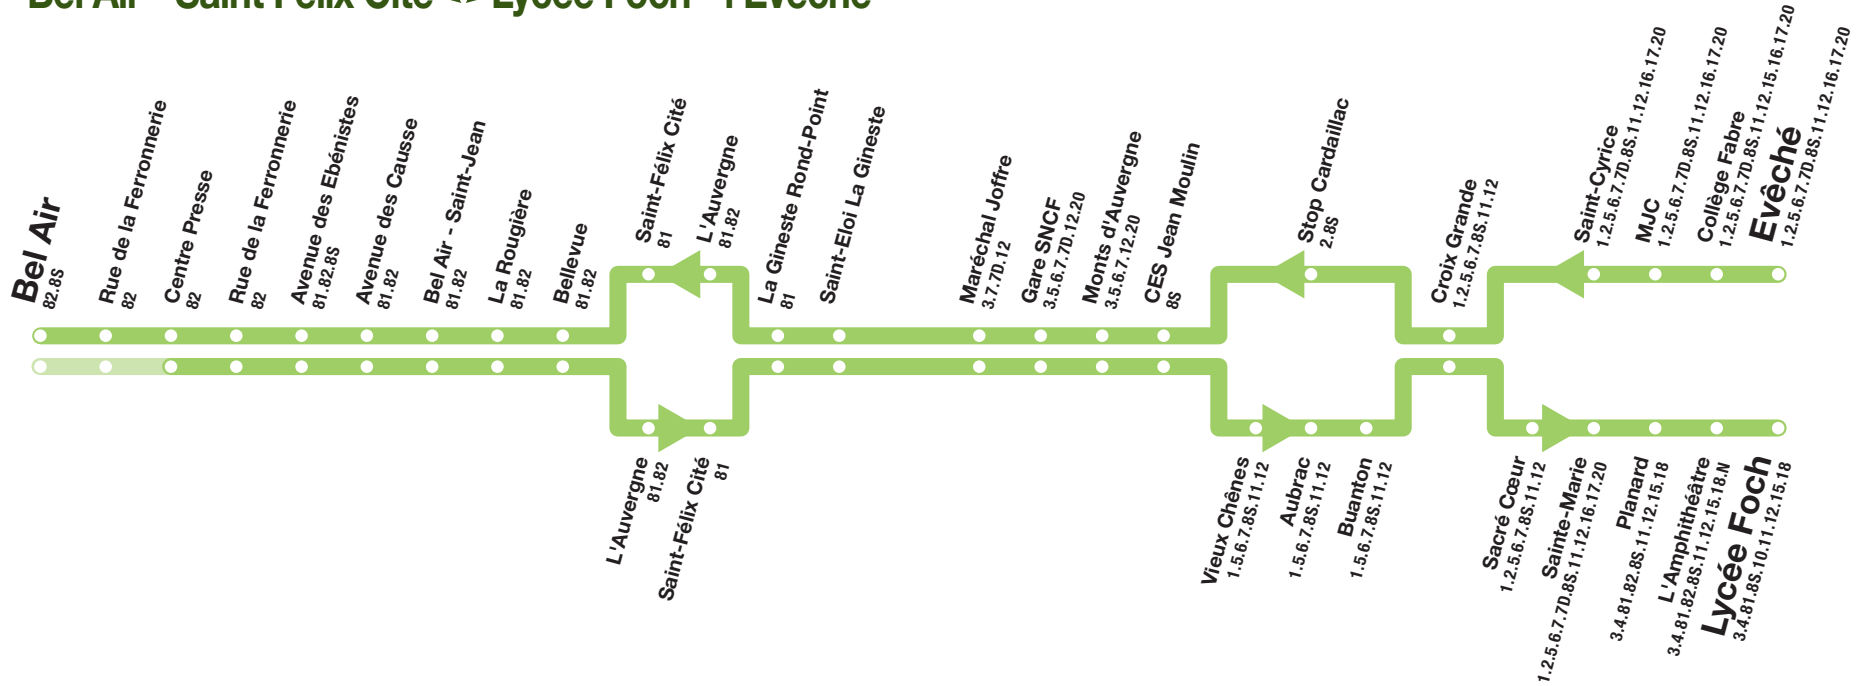 Bel Air - Saint Félix Cité <> Lycée Foch - l'Evêché
Bel Air
82.8S
Rue de la Ferronnerie
82
Centre Presse
82
Rue de la Ferronnerie
82
Avenue des Ebénistes
81.82.8S
Avenue des Causse
81.82
Bel Air - Saint-Jean
81.82
La Rougière
81.82
Bellevue
81.82
Saint-Félix Cité
81
L'Auvergne
81.82
La Gineste Rond-Point
81
Saint-Eloi La Gineste
Maréchal Joffre
3.7D.12
Gare SNCF
3.5.6.7.7D.12.20
Monts d'Auvergne
3.5.6.7.12.20
CES Jean Moulin
8S
Stop Cardaillac
2.8S
Croix Grande
1.2.5.6.7.8S.11.12
Saint-Cyrice
1.2.5.6.7.7D.8S.11.12.16.17.20
MJC
1.2.5.6.7.7D.8S.11.12.16.17.20
Collège Fabre
1.2.5.6.7.7D.8S.11.12.15.16.17.20
Evêché
1.2.5.6.7.7D.8S.11.12.16.17.20
L'Auvergne
81.82
Saint-Félix Cité
81
Vieux Chênes
1.5.6.7.8S.11.12
Aubrac
1.5.6.7.8S.11.12
Buanton
1.5.6.7.8S.11.12
Sacré Cœur
1.2.5.6.7.8S.11.12
Sainte-Marie
1.2.5.6.7.7D.8S.11.12.16.17.20
Planard
3.4.81.82.8S.11.12.15.18
L'Amphithéâtre
3.4.81.82.8S.11.12.15.18.N
Lycée Foch
3.4.81.8S.10.11.12.15.18